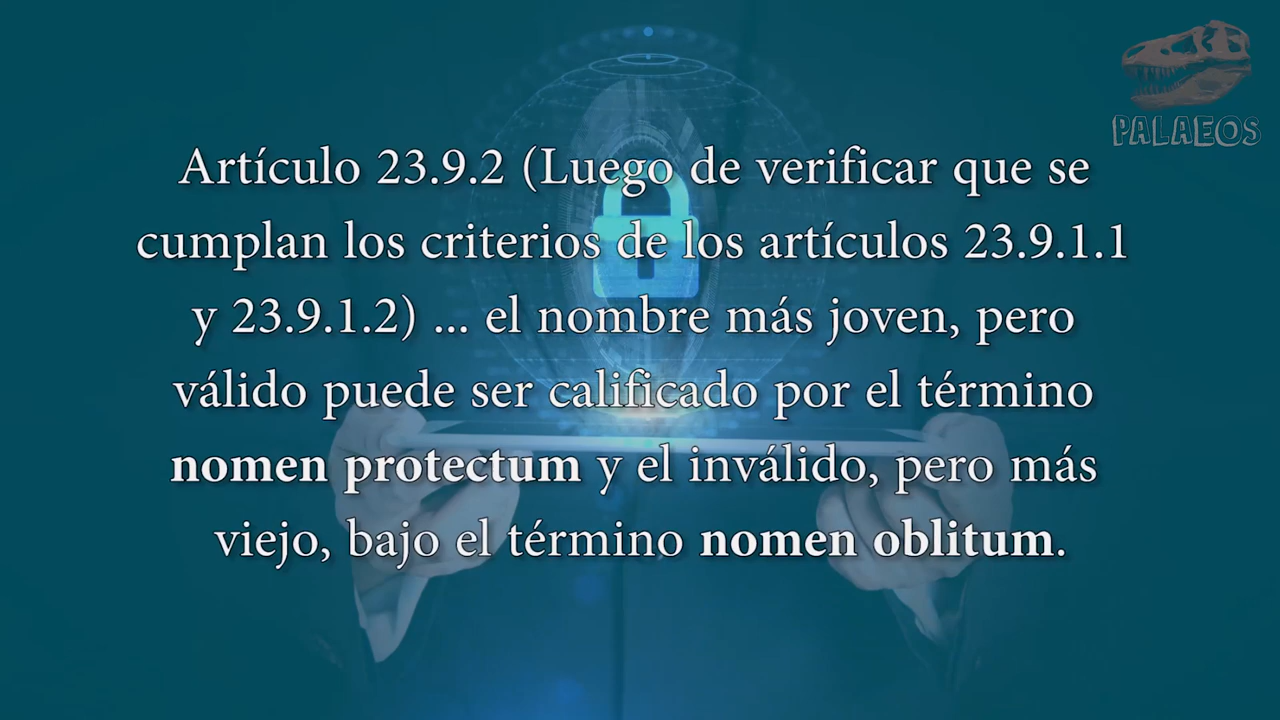 PALAEOS
Artículo 23.9.2 (Luego de verificar que se
cumplan los criterios de los artículos 23.9.1.1
y 23.9.1.2) ... el nombre más joven, pero
válido puede ser calificado por el término
nomen protectum y el inválido, pero más
viejo, bajo el término nomen oblitum.